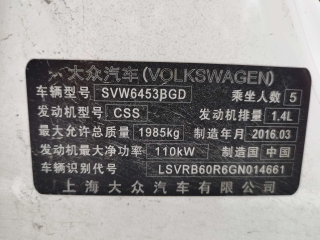 上大众汽车(VOLKSWAGEN)
车辆型号 SVW6453BGD 乘坐人数 5
发动机型号 CSS 发动机排量 1.4L
最大允许总质量 1985kg 制造年月 2016.03
发动机最大净功率 110kW 制造国 中国
车辆识别代号 LSVRB60R6GN014661
上海大众汽车有限公司